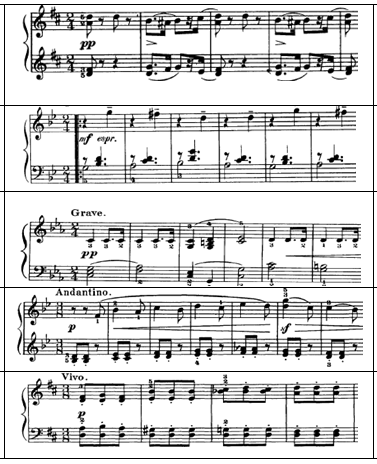 pp
mf espr.
Grave.
pp
Andantino.
p
sf
Vivo.
p